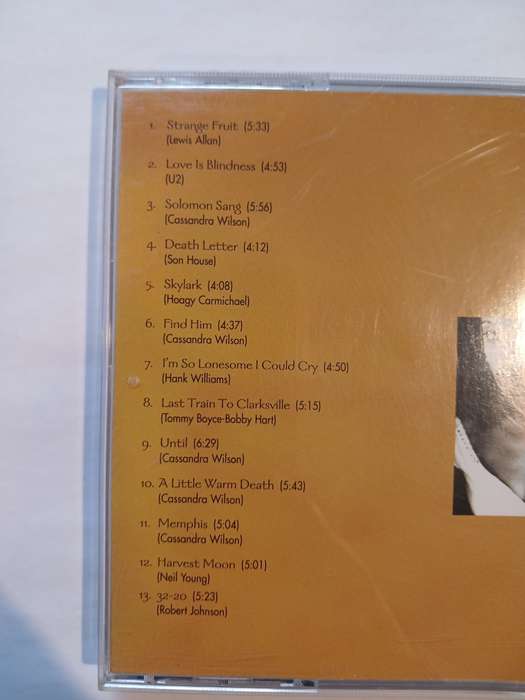 1. Strange Fruit (5:33)
(Lewis Allan)
2. Love Is Blindness (4:53)
(U2)
3. Solomon Sang (5:56)
(Cassandra Wilson)
4. Death Letter (4:12)
(Son House)
5. Skylark (4:08)
(Hoagy Carmichael)
6. Find Him (4:37)
(Cassandra Wilson)
7. I'm So Lonesome I Could Cry (4:50)
(Hank Williams)
8. Last Train To Clarksville (5:15)
(Tommy Boyce-Bobby Hart)
9. Until (6:29)
(Cassandra Wilson)
10. A Little Warm Death (5:43)
(Cassandra Wilson)
11. Memphis (5:04)
(Cassandra Wilson)
12. Harvest Moon (5:01)
(Neil Young)
13. 32-20 (5:23)
(Robert Johnson)